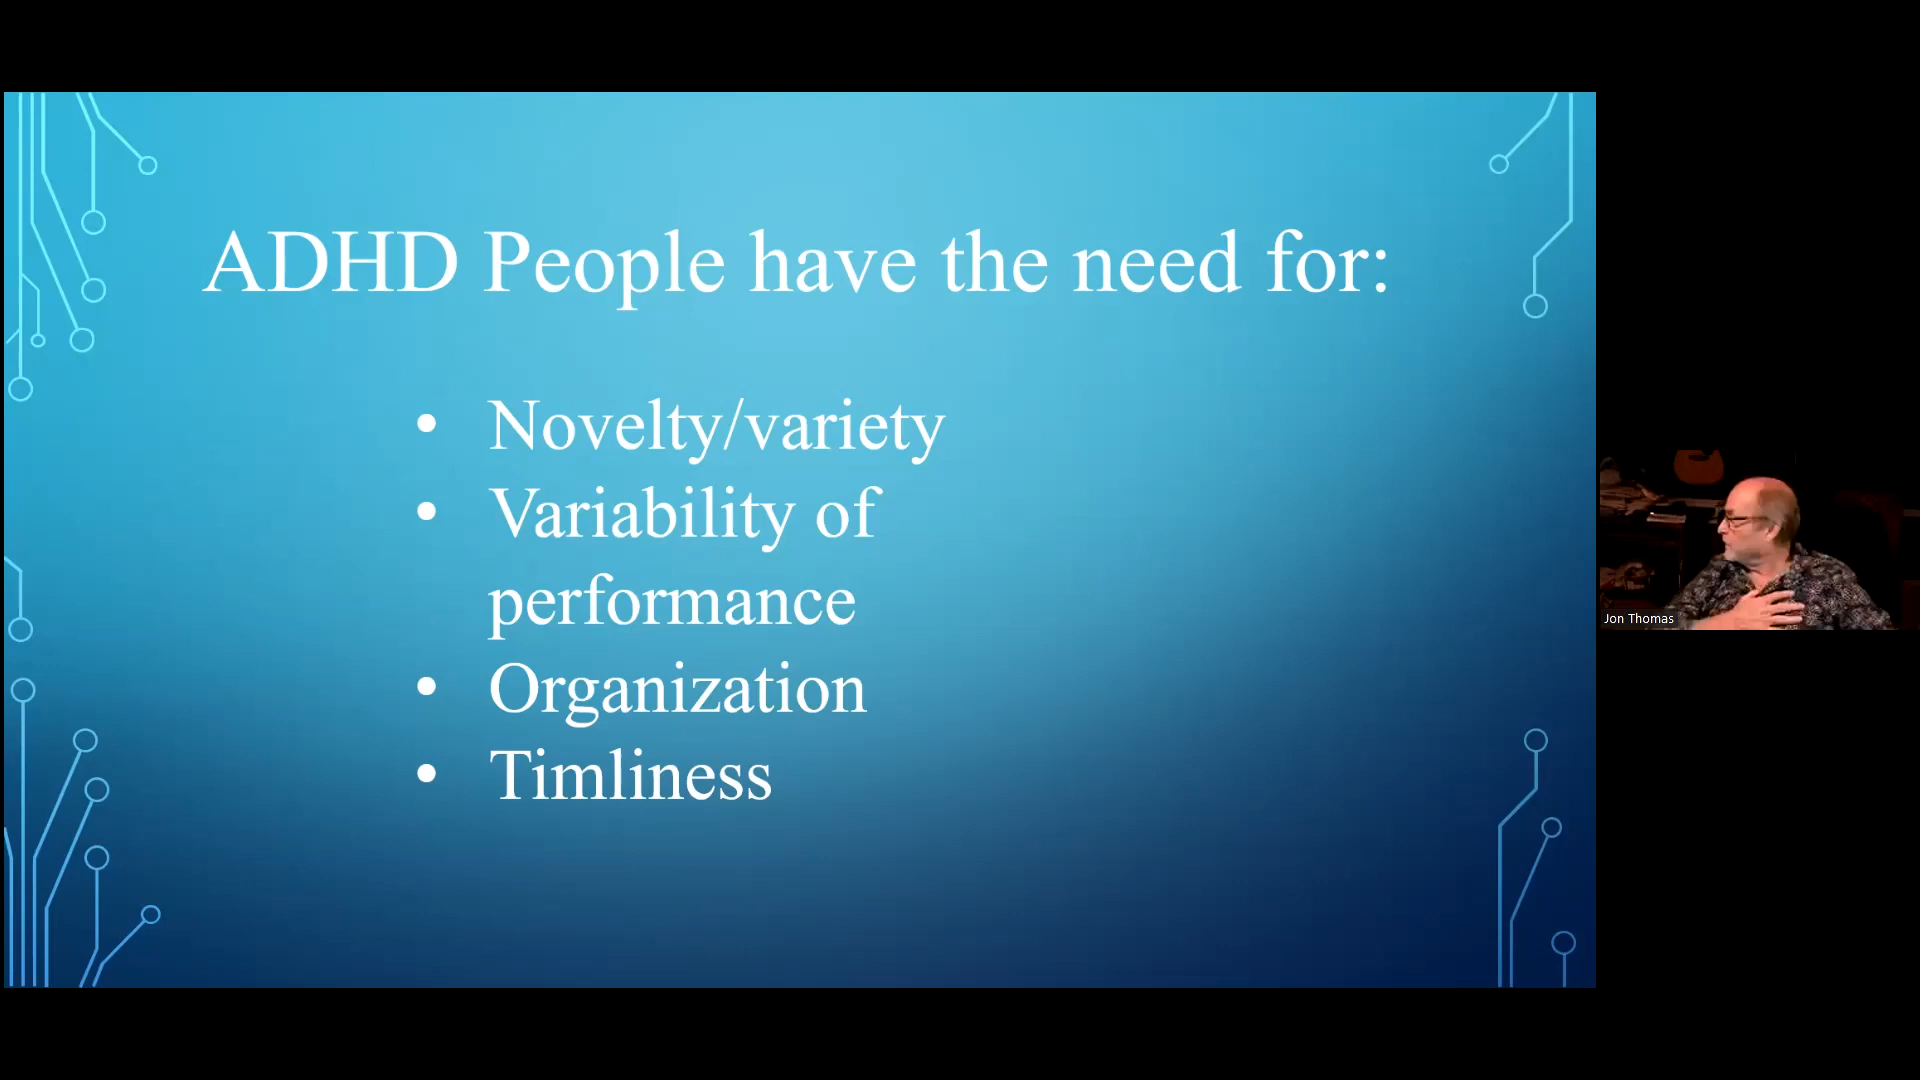 ADHD People have the need for:
• Novelty/variety
• Variability of
performance
• Organization
• Timliness
Jon Thomas